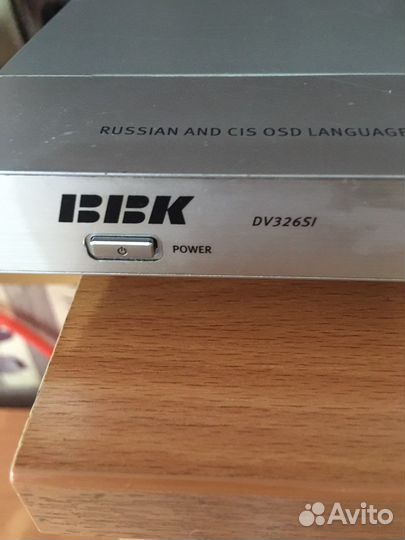 RUSSIAN AND CIS OSD LANGUAGE
BBK
DV326SI
POWER
Avito